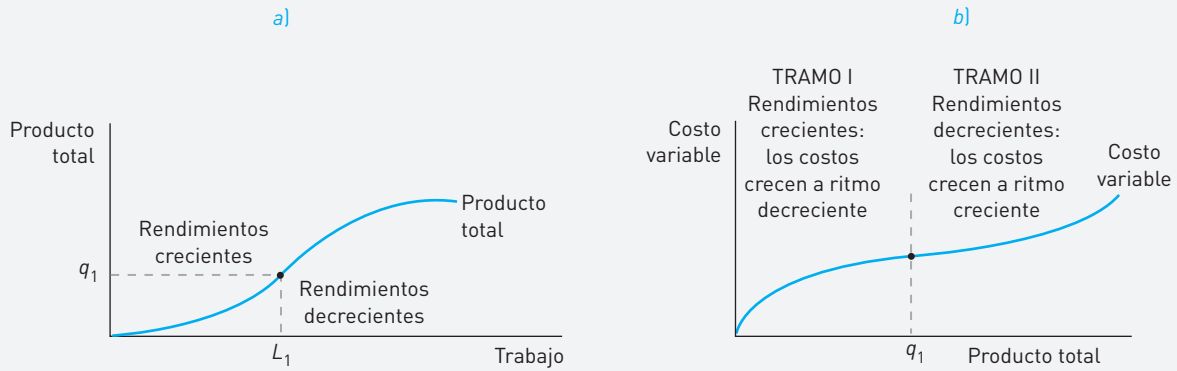 a)
Producto
total
Rendimientos
crecientes
q1
Rendimientos
decrecientes
Producto
total
L1
Trabajo
b)
TRAMO I
Rendimientos
crecientes:
los costos
crecen a ritmo
decreciente
TRAMO II
Rendimientos
decrecientes:
los costos
crecen a ritmo
creciente
Costo
variable
Costo
variable
q1
Producto total